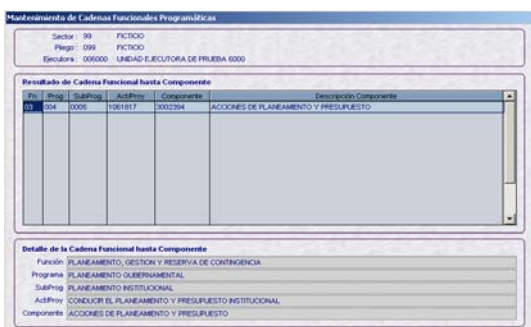 Mantenimiento de Cadenas Funcionales Programáticas
Sector : 99 FICTICIO
Pliego : 099 FICTICIO
Ejecutora : 006000 UNIDAD EJECUTORA DE PRUEBA 6000
Resultado de Cadena Funcional hasta Componente
Fn Prog SubProg Act/Proy Componente Descripción Componente
03 004 0005 1061817 3002394 ACCIONES DE PLANEAMIENTO Y PRESUPUESTO
Detalle de la Cadena Funcional hasta Componente
Función PLANEAMIENTO, GESTION Y RESERVA DE CONTINGENCIA
Programa PLANEAMIENTO GUBERNAMENTAL
SubProg PLANEAMIENTO INSTITUCIONAL
Act/Proy CONDUCIR EL PLANEAMIENTO Y PRESUPUESTO INSTITUCIONAL
Componente ACCIONES DE PLANEAMIENTO Y PRESUPUESTO